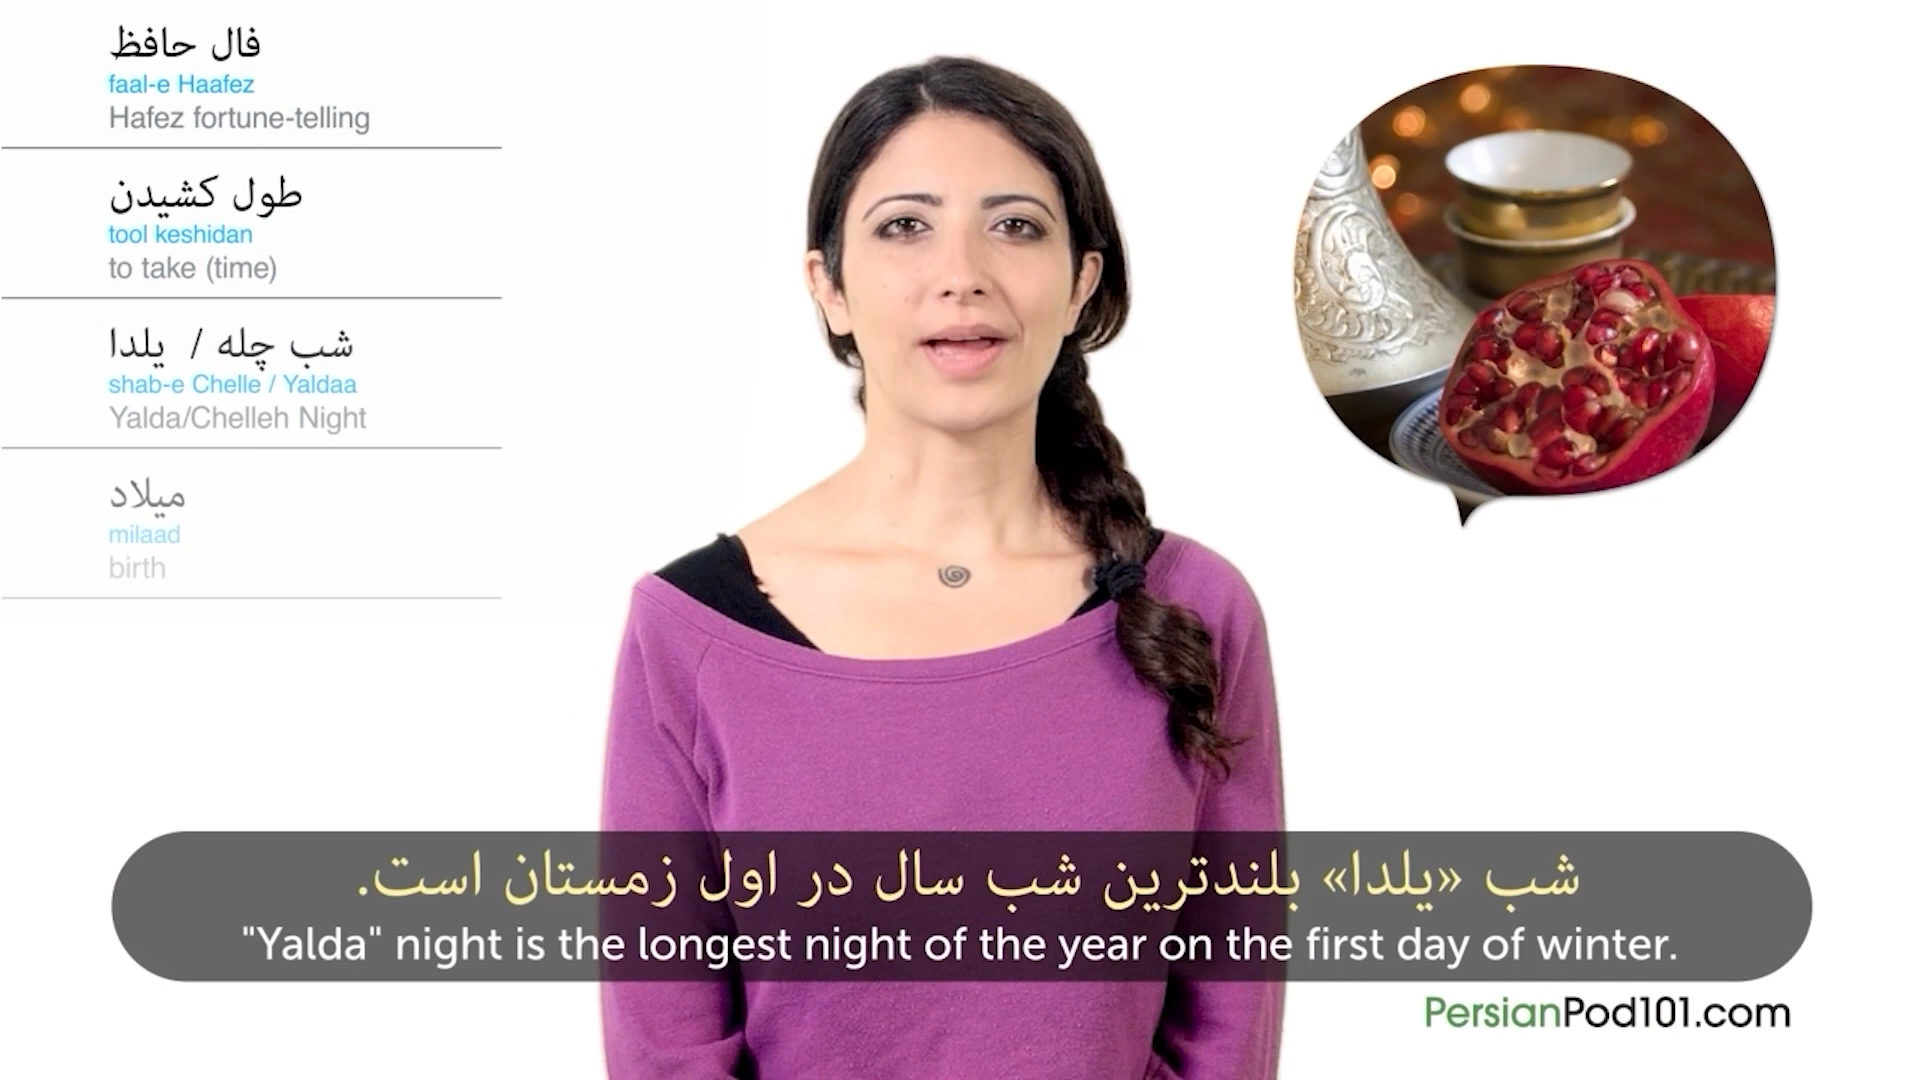 فال حافظ
faal-e Haafez
Hafez fortune-telling
طول کشیدن
tool keshidan
to take (time)
شب چله / یلدا
shab-e Chelle / Yaldaa
Yalda/Chelleh Night
میلاد
milaad
birth
شب «یلدا» بلندترین شب سال در اول زمستان است.
"Yalda" night is the longest night of the year on the first day of winter.
PersianPod101.com